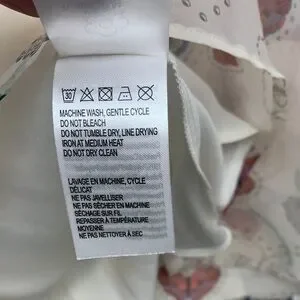 30
MACHINE WASH, GENTLE CYCLE
DO NOT BLEACH
DO NOT TUMBLE DRY, LINE DRYING
IRON AT MEDIUM HEAT
DO NOT DRY CLEAN
LAVAGE EN MACHINE, CYCLE
DÉLICAT
NE PAS JAVELLISER
NE PAS SÉCHER EN MACHINE
SÉCHAGE SUR FIL
REPASSER À TEMPÉRATURE
MOYENNE
NE PAS NETTOYER À SEC